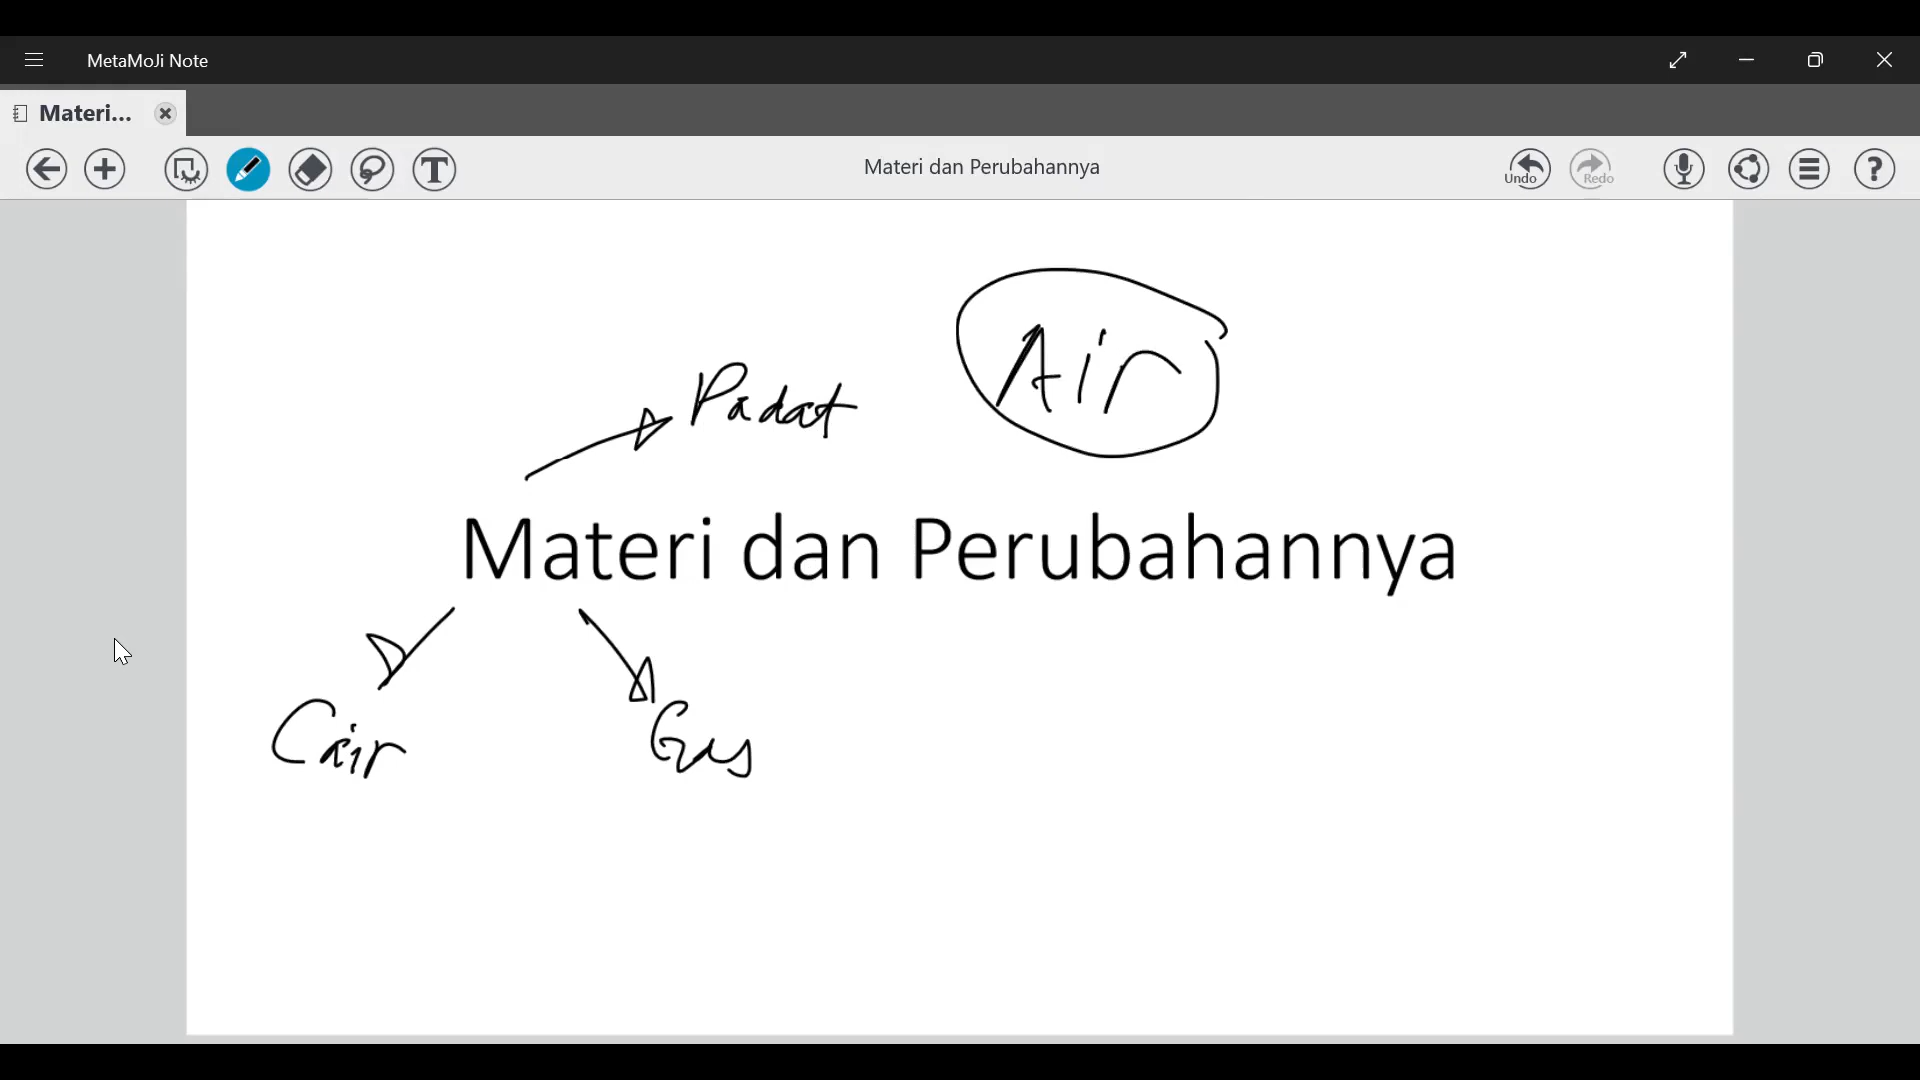 MetaMoJi Note
Materi...
Materi dan Perubahannya
Undo
Redo
Air
Padat
Materi dan Perubahannya
Cair
Gas